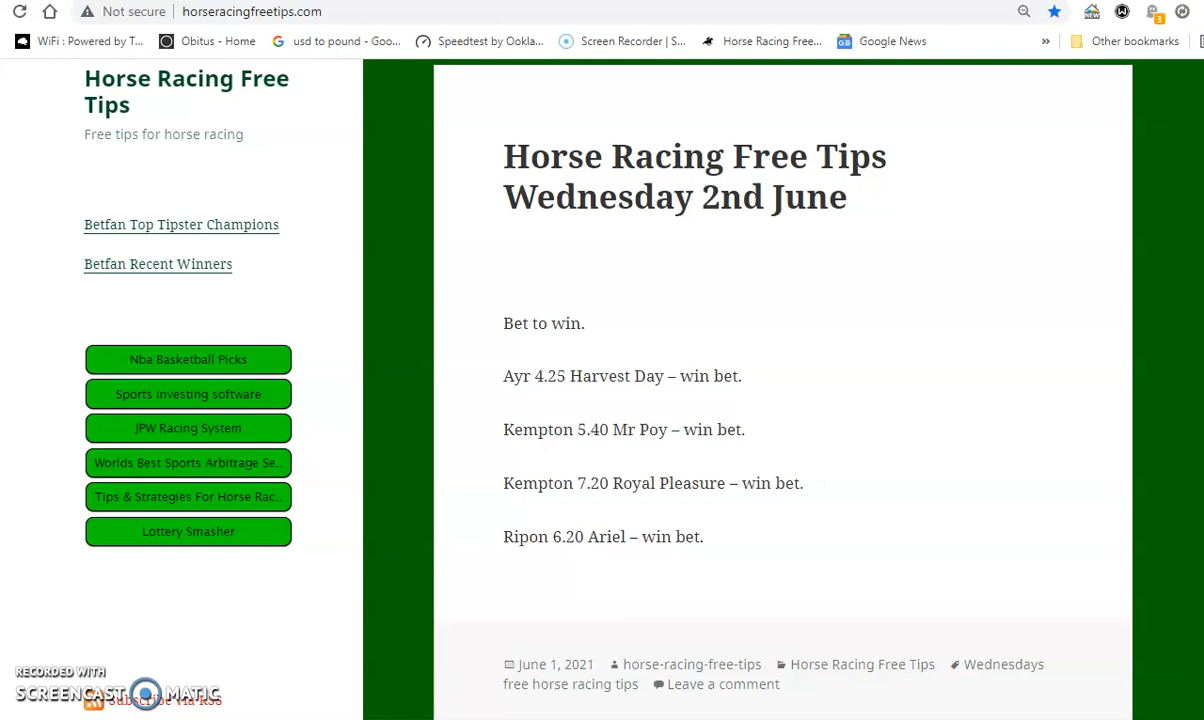 Not secure | horseracingfreetips.com
3
WiFi : Powered by T...
Obitus - Home
usd to pound - Goo...
Speedtest by Ookla...
Screen Recorder | S...
Horse Racing Free...
Google News
»
Other bookmarks
NEW
Horse Racing Free
Tips
Free tips for horse racing
Betfan Top Tipster Champions
Betfan Recent Winners
Nba Basketball Picks
Sports investing software
JPW Racing System
Worlds Best Sports Arbitrage Se..
Tips & Strategies For Horse Rac..
Lottery Smasher
Subscribe via RSS
Horse Racing Free Tips
Wednesday 2nd June
Bet to win.
Ayr 4.25 Harvest Day – win bet.
Kempton 5.40 Mr Poy – win bet.
Kempton 7.20 Royal Pleasure – win bet.
Ripon 6.20 Ariel – win bet.
June 1, 2021 horse-racing-free-tips Horse Racing Free Tips Wednesdays
free horse racing tips Leave a comment
RECORDED WITH
SCREENCAST MATIC